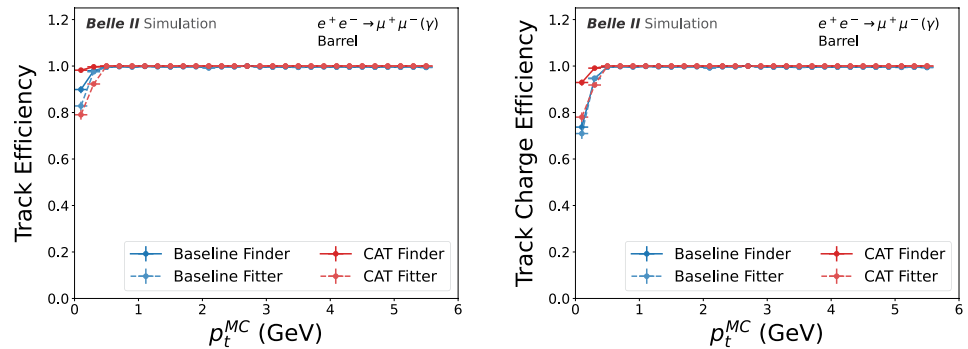 Belle II Simulation
e⁺e⁻ → μ⁺μ⁻(γ)
Barrel
Track Efficiency
1.2
1.0
0.8
0.6
0.4
0.2
0.0
Baseline Finder
Baseline Fitter
CAT Finder
CAT Fitter
0 1 2 3 4 5 6
p_t^MC (GeV)
Belle II Simulation
e⁺e⁻ → μ⁺μ⁻(γ)
Barrel
Track Charge Efficiency
1.2
1.0
0.8
0.6
0.4
0.2
0.0
Baseline Finder
Baseline Fitter
CAT Finder
CAT Fitter
0 1 2 3 4 5 6
p_t^MC (GeV)